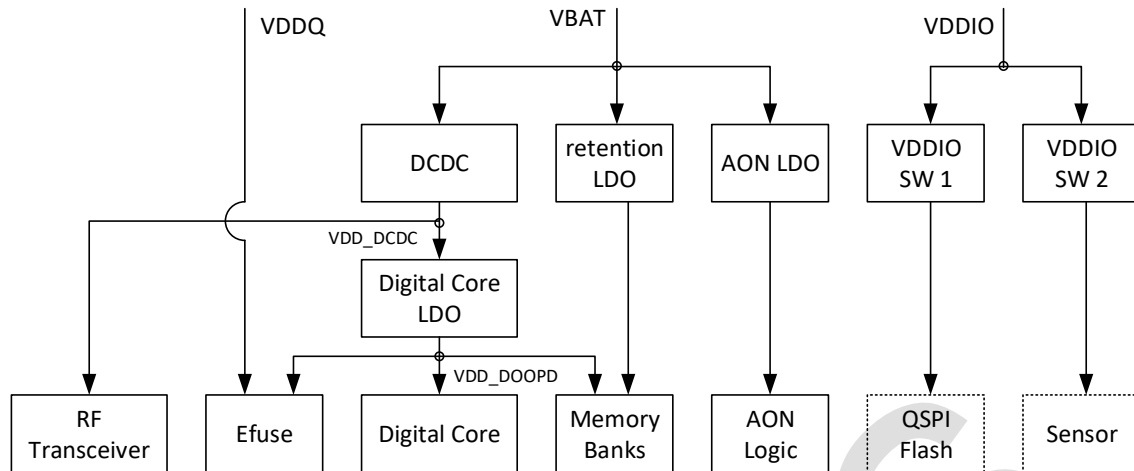 VDDQ
VBAT
VDDIO
DCDC
retention
LDO
AON LDO
VDDIO
SW 1
VDDIO
SW 2
VDD_DCDC
Digital Core
LDO
VDD_DOOPD
RF
Transceiver
Efuse
Digital Core
Memory
Banks
AON
Logic
QSPI
Flash
Sensor